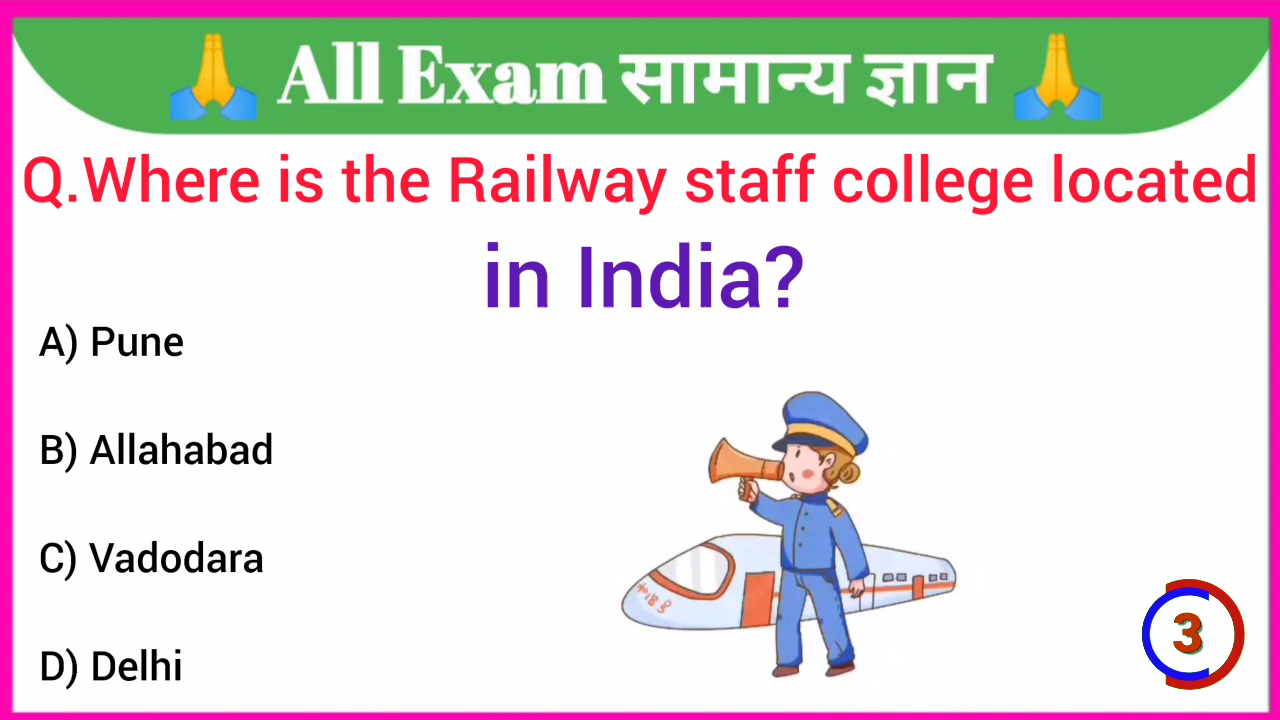 All Exam सामान्य ज्ञान
Q.Where is the Railway staff college located
in India?
A) Pune
B) Allahabad
C) Vadodara
D) Delhi
3